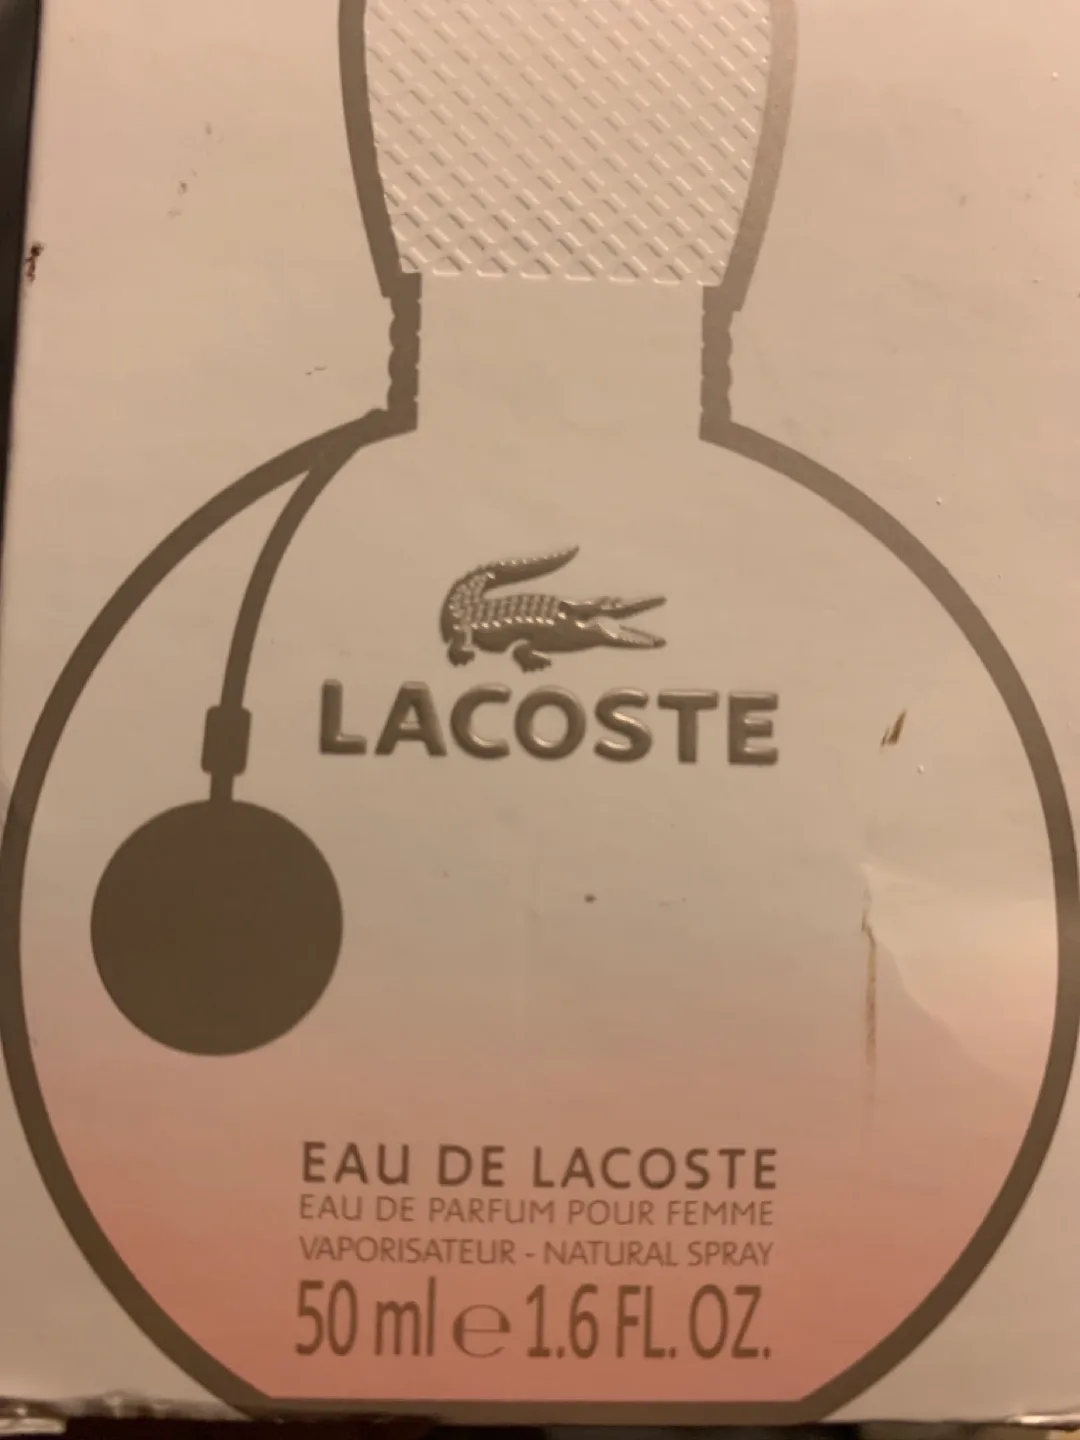 LACOSTE
EAU DE LACOSTE
EAU DE PARFUM POUR FEMME
VAPORISATEUR - NATURAL SPRAY
50 ml e 1.6 FL. OZ.